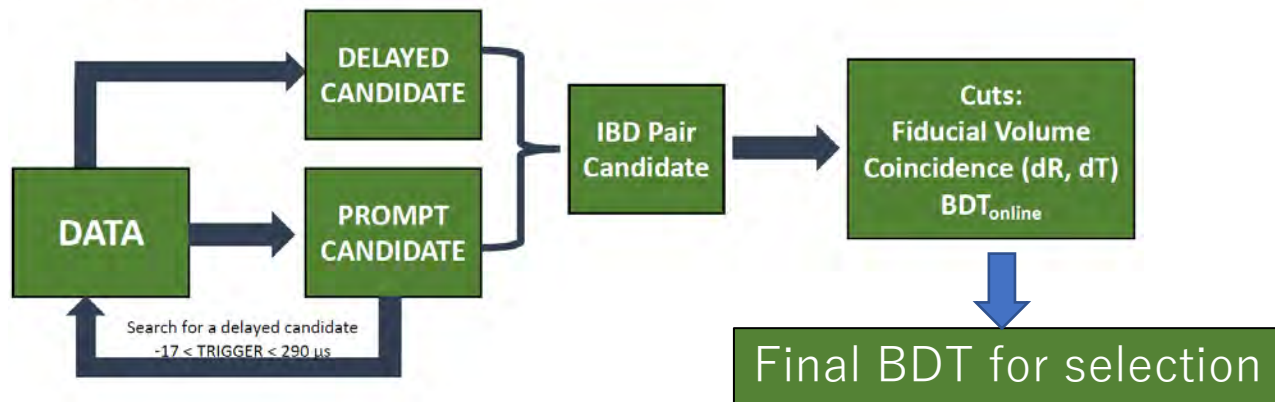 DATA
DELAYED
CANDIDATE
PROMPT
CANDIDATE
Search for a delayed candidate
-17 < TRIGGER < 290 μs
IBD Pair
Candidate
Cuts:
Fiducial Volume
Coincidence (dR, dT)
BDTonline
Final BDT for selection